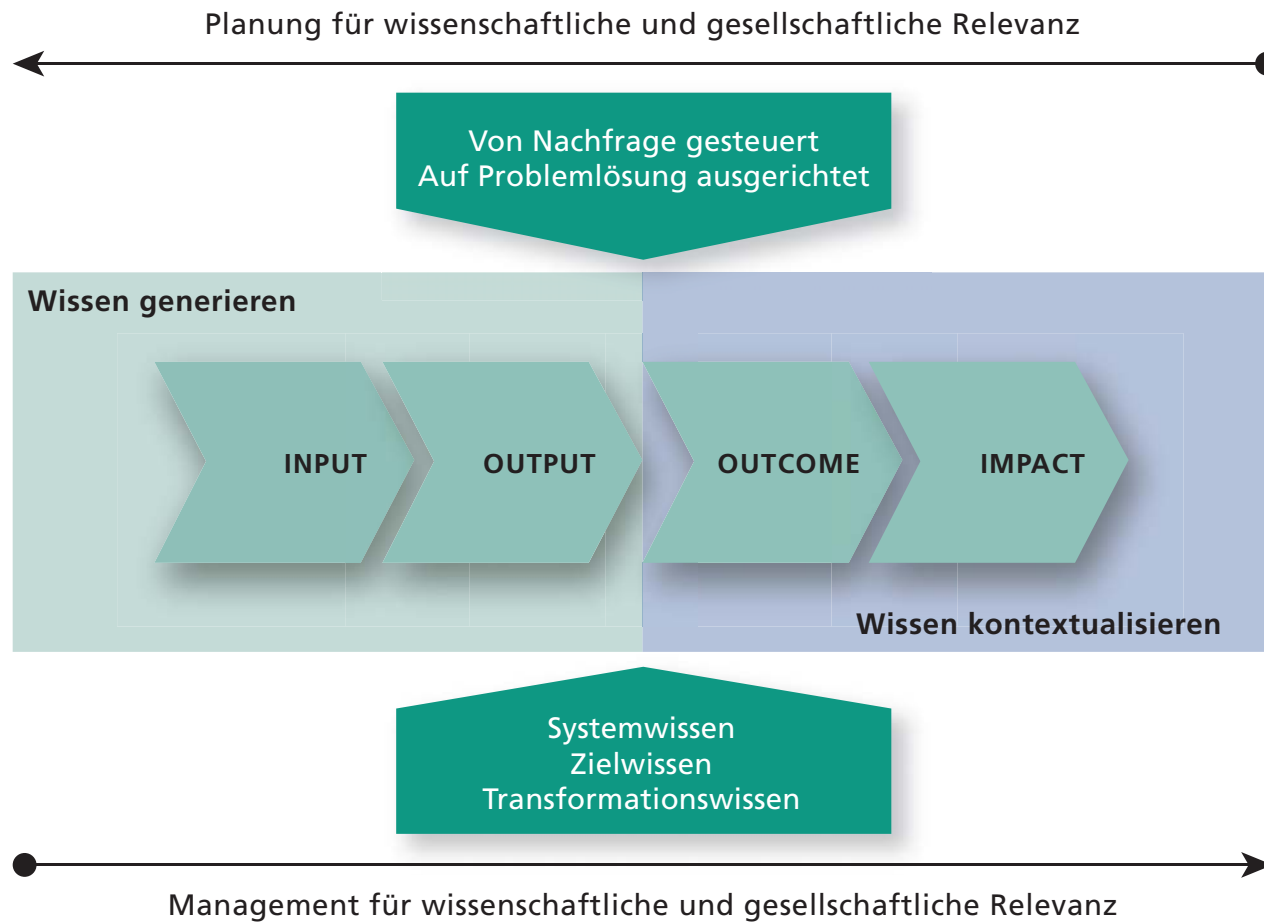 Planung für wissenschaftliche und gesellschaftliche Relevanz
Von Nachfrage gesteuert
Auf Problemlösung ausgerichtet
Wissen generieren
INPUT
OUTPUT
OUTCOME
IMPACT
Wissen kontextualisieren
Systemwissen
Zielwissen
Transformationswissen
Management für wissenschaftliche und gesellschaftliche Relevanz